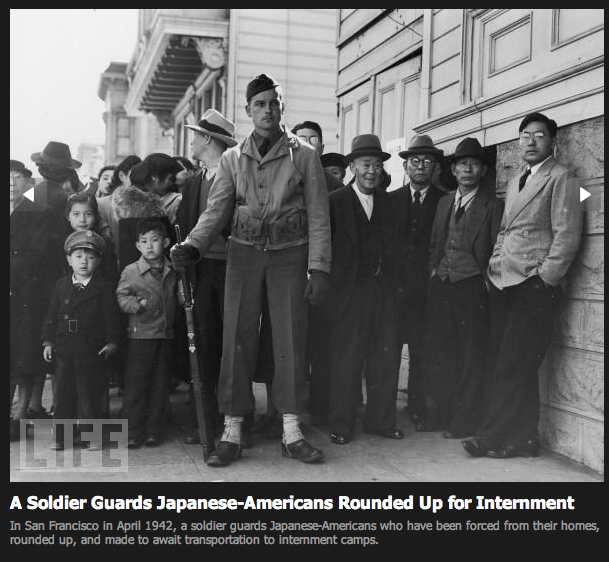 LIFE
A Soldier Guards Japanese-Americans Rounded Up for Internment
In San Francisco in April 1942, a soldier guards Japanese-Americans who have been forced from their homes,
rounded up, and made to await transportation to internment camps.